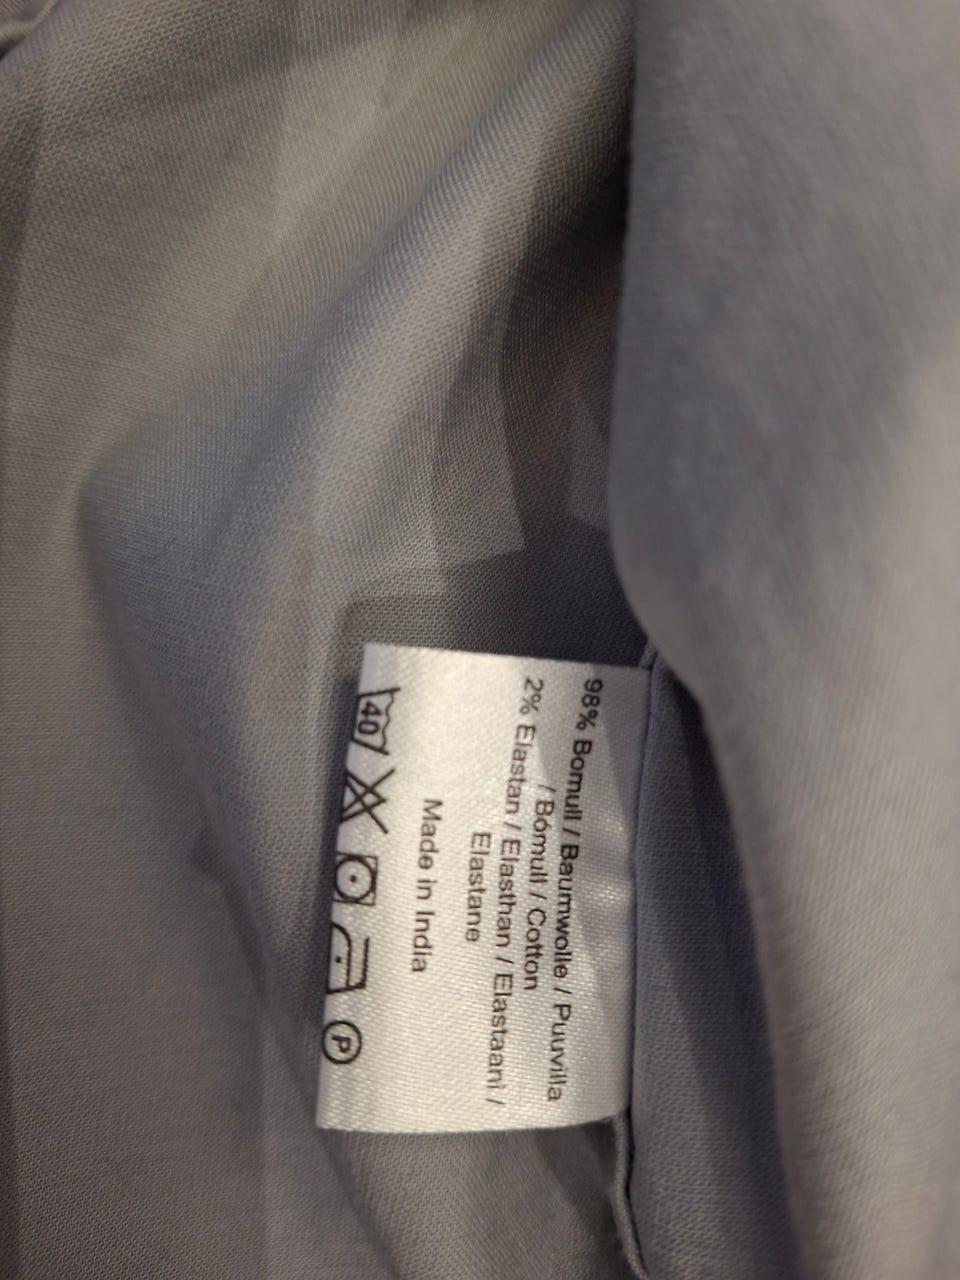 98% Bomull / Baumwolle / Puuvilla
/ Bómull / Cotton
2% Elastan / Elasthan / Elastaani /
Elastane
Made in India
40
P